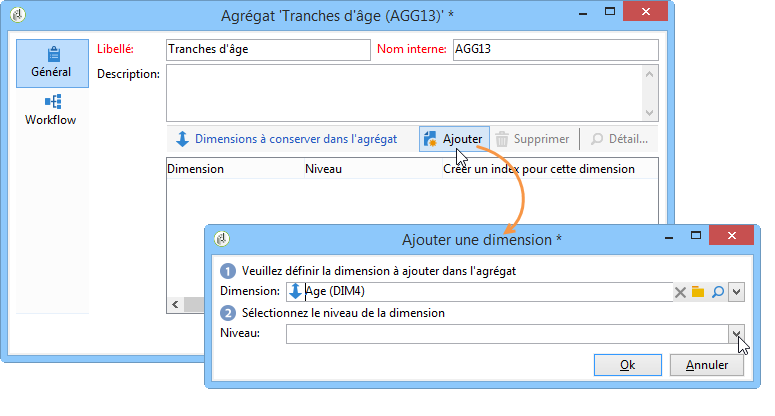 Agrégat 'Tranches d'âge (AGG13)' *
Général
Workflow
Libellé: Tranches d'âge Nom interne: AGG13
Description:
Dimensions à conserver dans l'agrégat Ajouter Supprimer Détail...
Dimension Niveau Créer un index pour cette dimension
Ajouter une dimension *
1 Veuillez définir la dimension à ajouter dans l'agrégat
Dimension: Age (DIM4)
2 Sélectionnez le niveau de la dimension
Niveau:
Ok Annuler